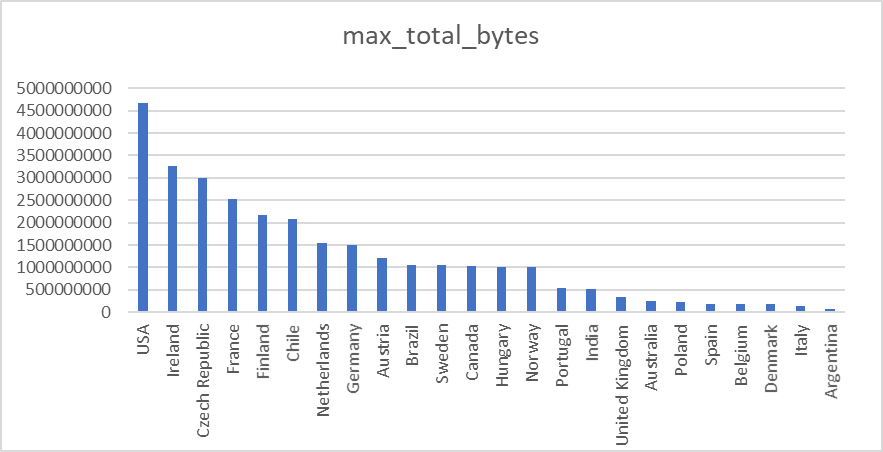 max_total_bytes
5000000000
4500000000
4000000000
3500000000
3000000000
2500000000
2000000000
1500000000
1000000000
500000000
0
USA
Ireland
Czech Republic
France
Finland
Chile
Netherlands
Germany
Austria
Brazil
Sweden
Canada
Hungary
Norway
Portugal
India
United Kingdom
Australia
Poland
Spain
Belgium
Denmark
Italy
Argentina